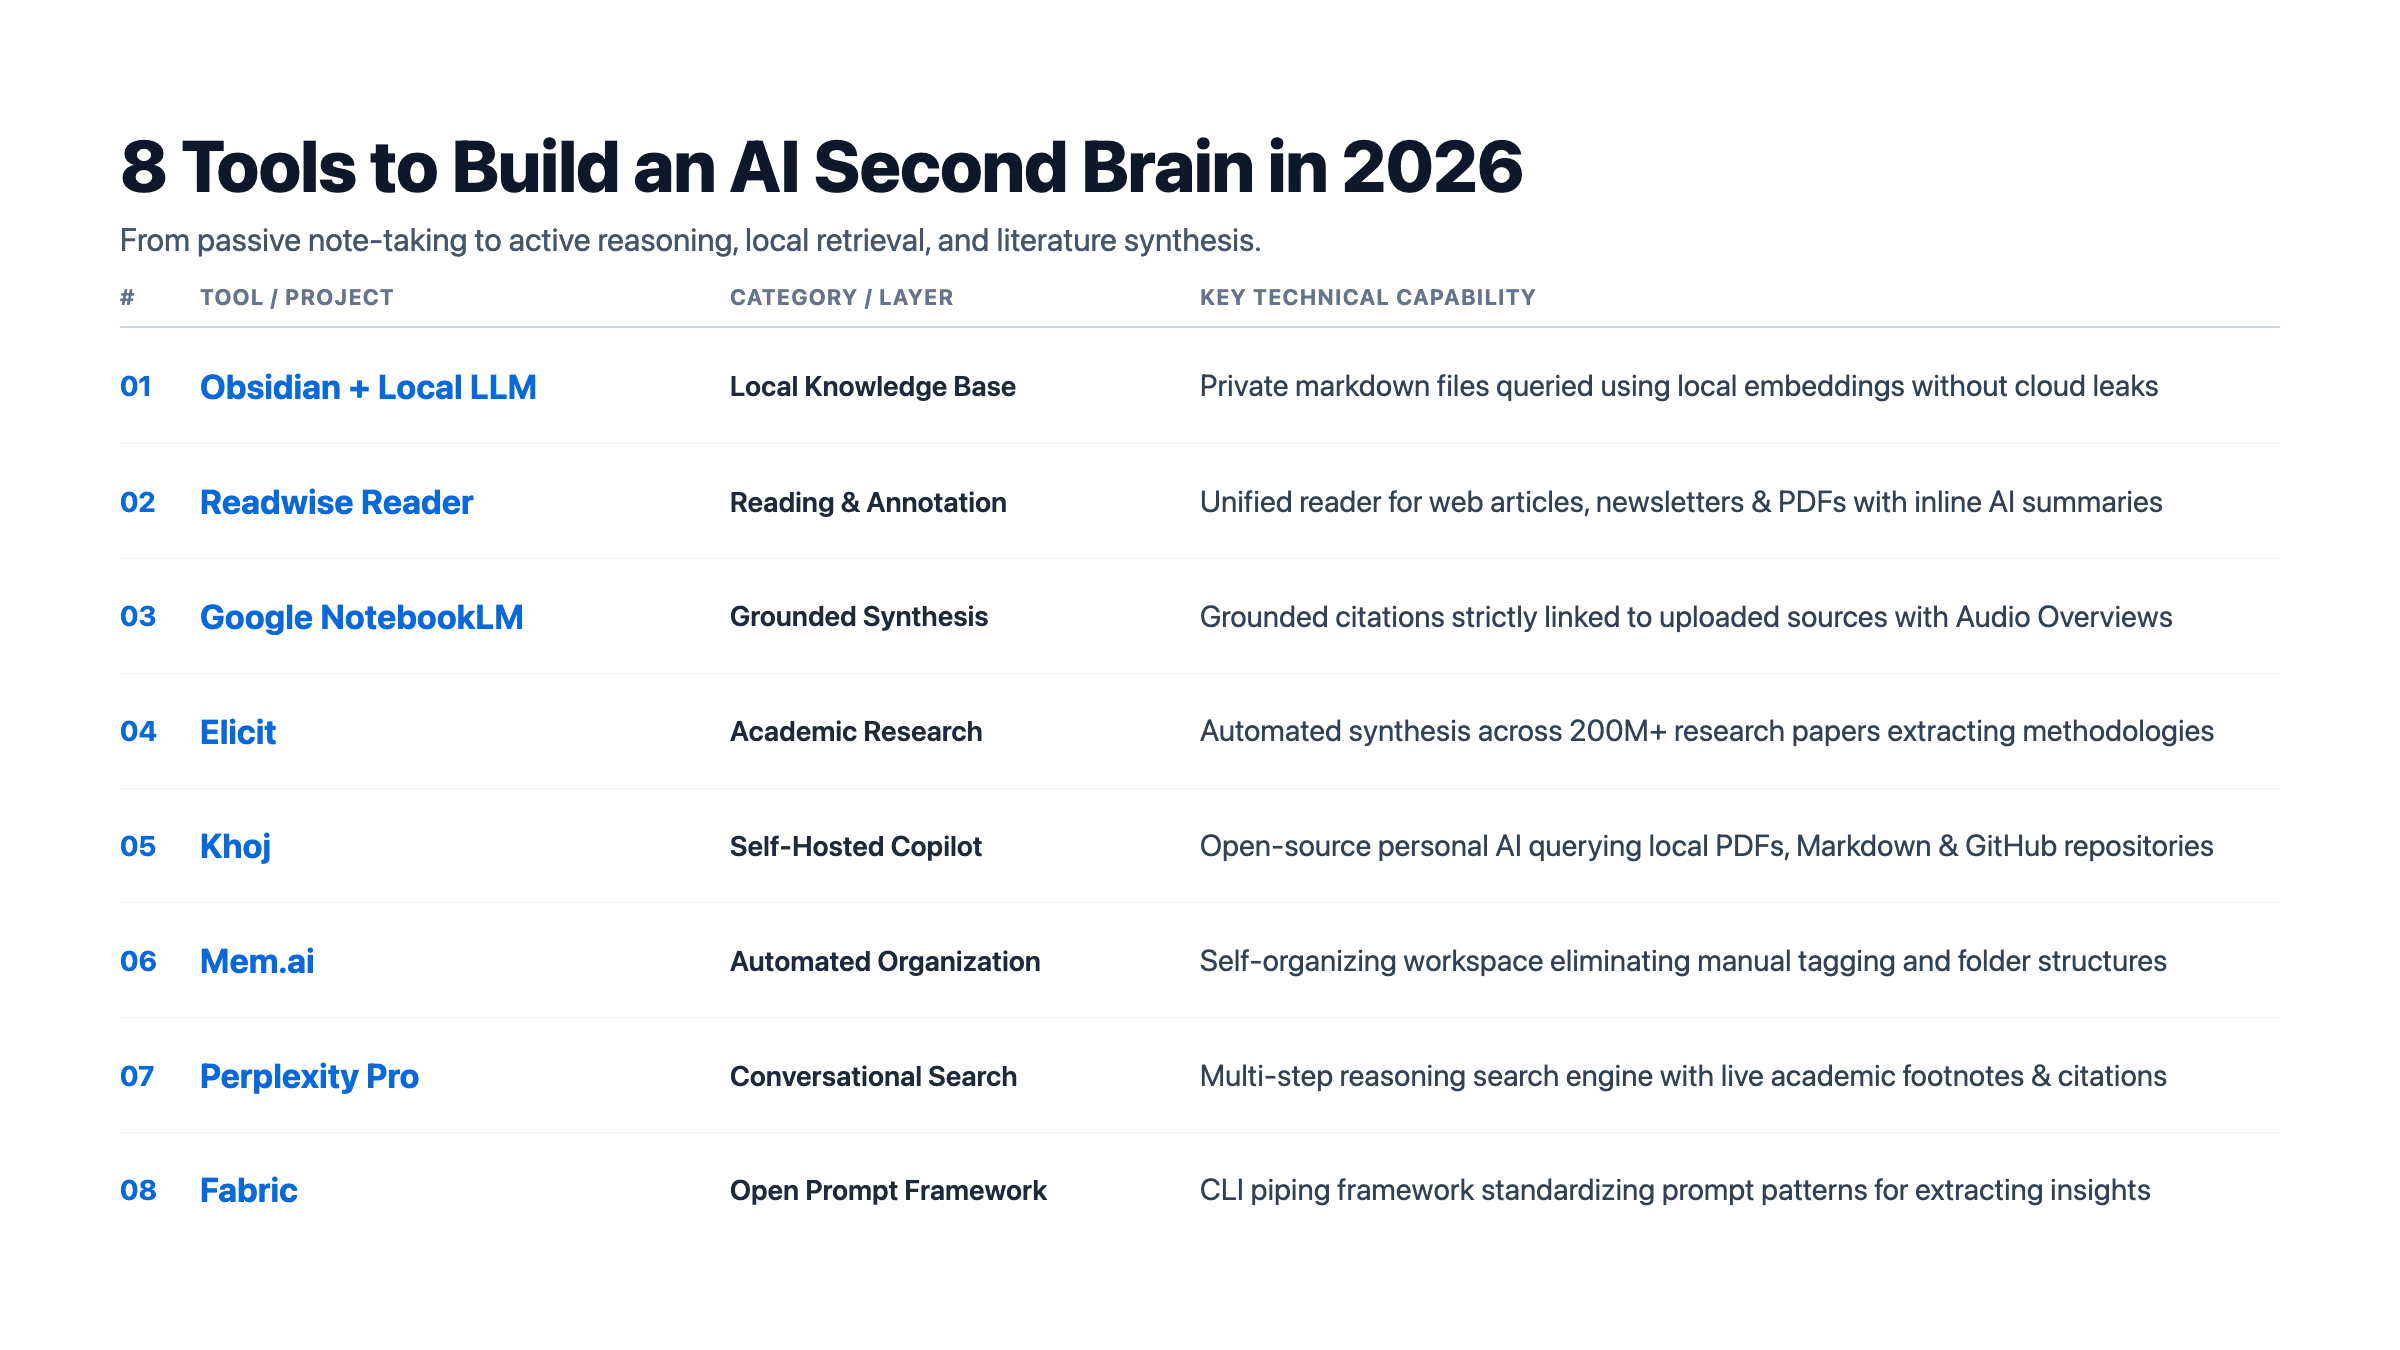 8 Tools to Build an AI Second Brain in 2026
From passive note-taking to active reasoning, local retrieval, and literature synthesis.
# TOOL / PROJECT CATEGORY / LAYER KEY TECHNICAL CAPABILITY
01 Obsidian + Local LLM Local Knowledge Base Private markdown files queried using local embeddings without cloud leaks
02 Readwise Reader Reading & Annotation Unified reader for web articles, newsletters & PDFs with inline AI summaries
03 Google NotebookLM Grounded Synthesis Grounded citations strictly linked to uploaded sources with Audio Overviews
04 Elicit Academic Research Automated synthesis across 200M+ research papers extracting methodologies
05 Khoj Self-Hosted Copilot Open-source personal AI querying local PDFs, Markdown & GitHub repositories
06 Mem.ai Automated Organization Self-organizing workspace eliminating manual tagging and folder structures
07 Perplexity Pro Conversational Search Multi-step reasoning search engine with live academic footnotes & citations
08 Fabric Open Prompt Framework CLI piping framework standardizing prompt patterns for extracting insights